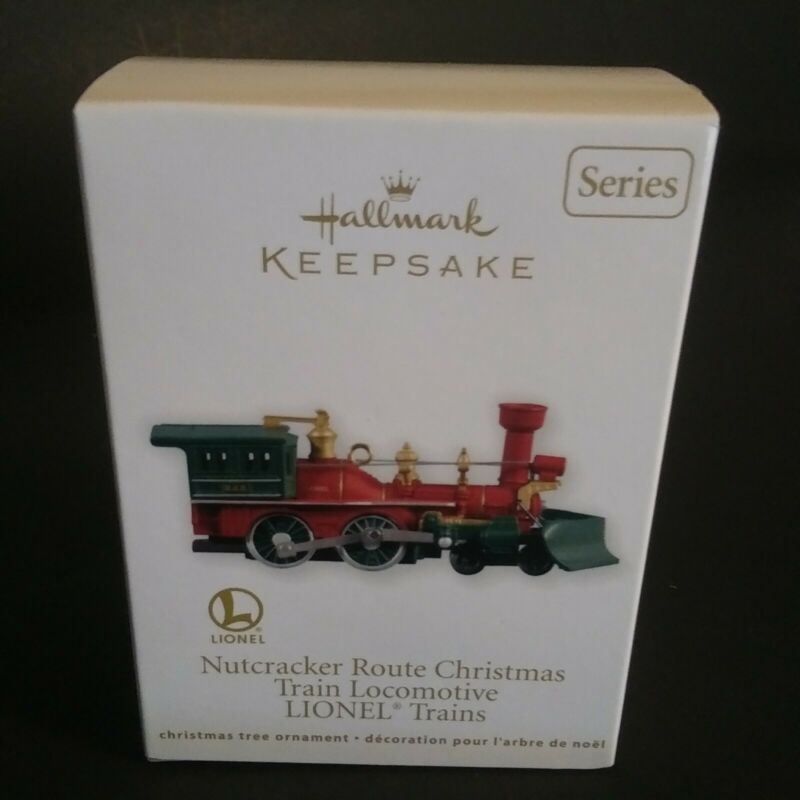 Series
Hallmark
KEEPSAKE
L
LIONEL
Nutcracker Route Christmas
Train Locomotive
LIONEL® Trains
christmas tree ornament • décoration pour l'arbre de noël